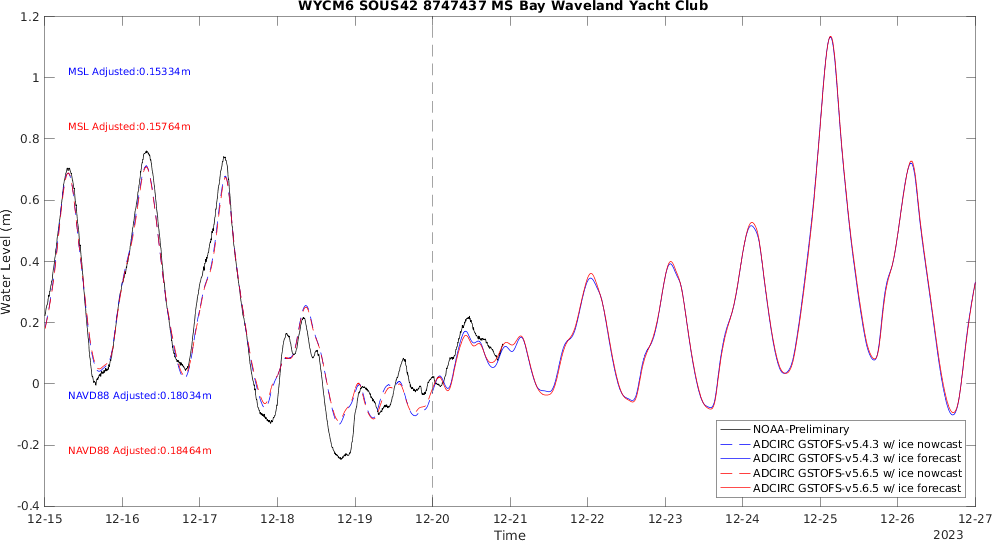 WYCM6 SOUS42 8747437 MS Bay Waveland Yacht Club
1.2
1
0.8
0.6
0.4
0.2
0
-0.2
-0.4
Water Level (m)
MSL Adjusted:0.15334m
MSL Adjusted:0.15764m
NAVD88 Adjusted:0.18034m
NAVD88 Adjusted:0.18464m
NOAA-Preliminary
ADCIRC GSTOFS-v5.4.3 w/ ice nowcast
ADCIRC GSTOFS-v5.4.3 w/ ice forecast
ADCIRC GSTOFS-v5.6.5 w/ ice nowcast
ADCIRC GSTOFS-v5.6.5 w/ ice forecast
12-15 12-16 12-17 12-18 12-19 12-20 12-21 12-22 12-23 12-24 12-25 12-26 12-27
Time
2023